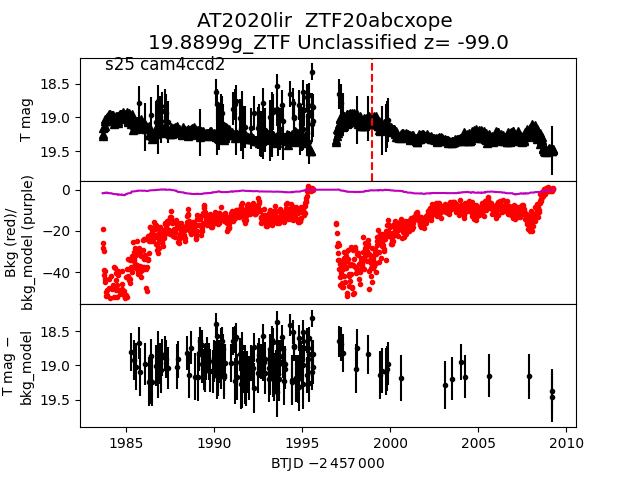 AT2020lir  ZTF20abcxope
19.8899g_ZTF Unclassified z= -99.0
s25 cam4ccd2
T mag
18.5
19.0
19.5
Bkg (red)/
bkg_model (purple)
0
−20
−40
T mag −
bkg_model
18.5
19.0
19.5
1985 1990 1995 2000 2005 2010
BTJD −2 457 000